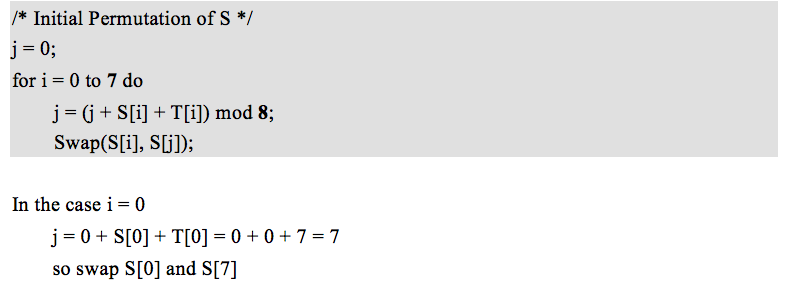 /* Initial Permutation of S */
j = 0;
for i = 0 to 7 do
j = (j + S[i] + T[i]) mod 8;
Swap(S[i], S[j]);
In the case i = 0
j = 0 + S[0] + T[0] = 0 + 0 + 7 = 7
so swap S[0] and S[7]